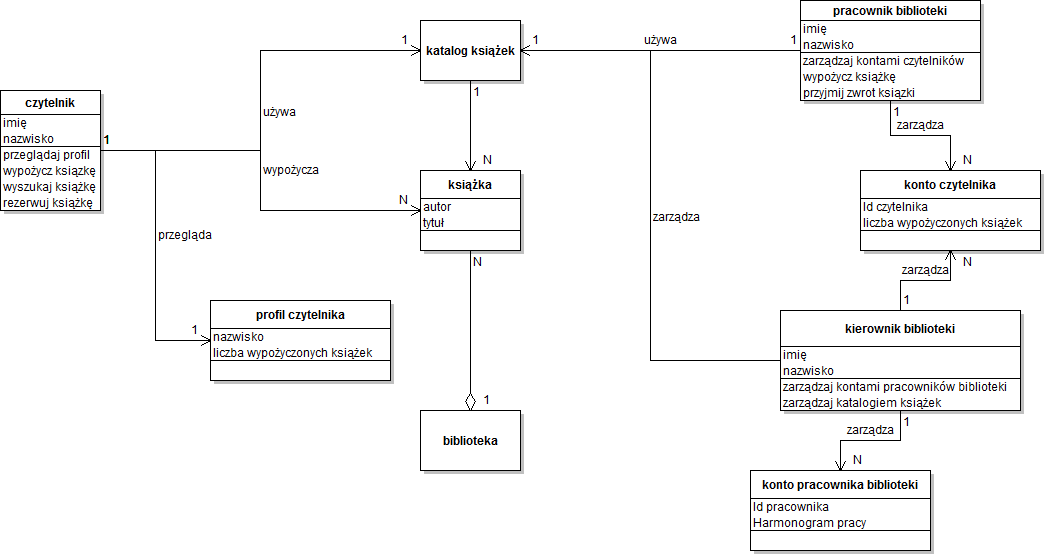 pracownik biblioteki
imię
nazwisko
zarządzaj kontami czytelników
wypożycz książkę
przyjmij zwrot ksiązki
katalog książek
1
1
używa
1
1
używa
wypożycza
1
N
N
czytelnik
imię
nazwisko
przeglądaj profil
wypożycz ksiązkę
wyszukaj książkę
rezerwuj książkę
1
książka
autor
tytuł
N
1
zarządza
N
konto czytelnika
Id czytelnika
liczba wypożyczonych książek
N
zarządza
1
zarządza
przegląda
1
profil czytelnika
nazwisko
liczba wypożyczonych książek
kierownik biblioteki
imię
nazwisko
zarządzaj kontami pracowników biblioteki
zarządzaj katalogiem książek
1
zarządza
N
biblioteka
1
konto pracownika biblioteki
Id pracownika
Harmonogram pracy